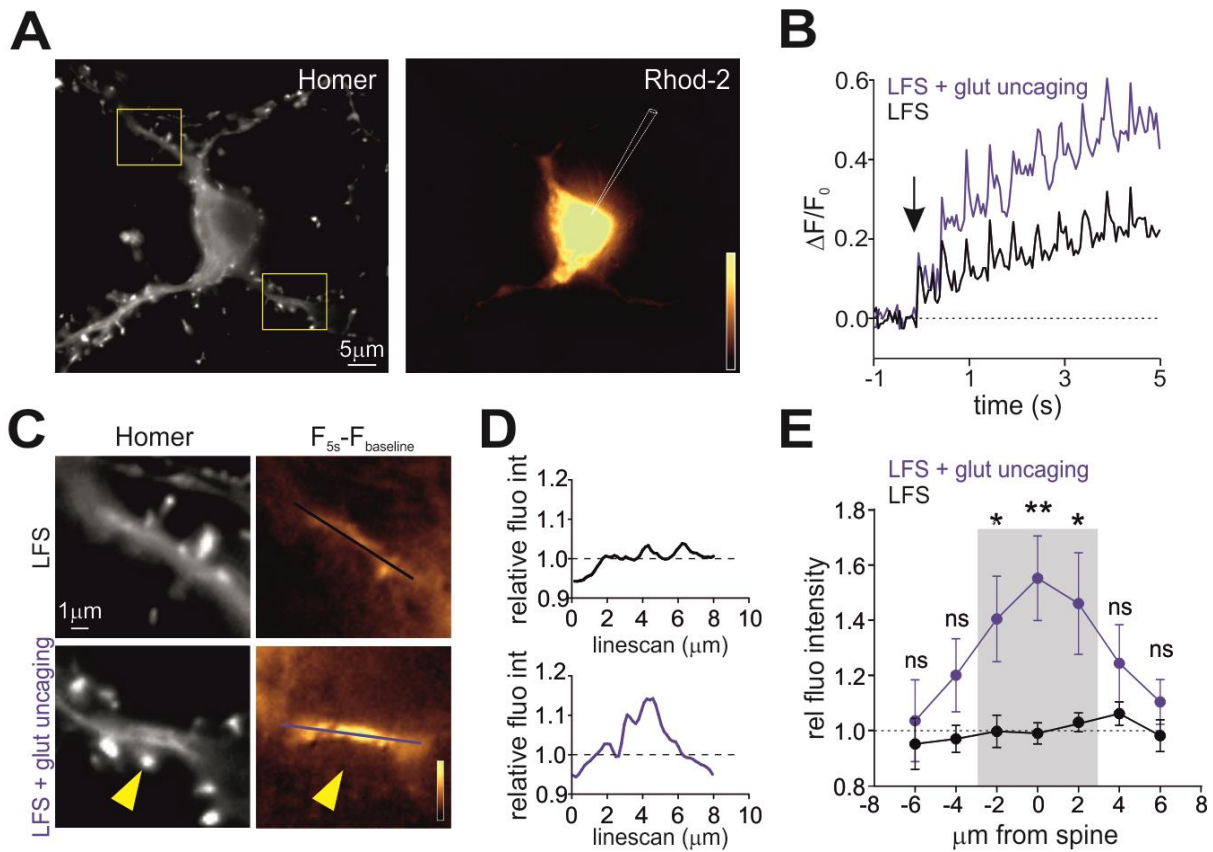 A
Homer
5μm
Rhod-2
B
LFS + glut uncaging
LFS
0.6
0.4
0.2
0.0
ΔF/F0
-1 1 3 5
time (s)
C
Homer
F5s-Fbaseline
LFS
1μm
LFS + glut uncaging
D
relative fluo int
1.2
1.1
1.0
0.9
0 2 4 6 8 10
linescan (μm)
relative fluo int
1.2
1.1
1.0
0.9
0 2 4 6 8 10
linescan (μm)
E
LFS + glut uncaging
LFS
1.8
1.6
1.4
1.2
1.0
0.8
rel fluo intensity
ns ns * ** * ns ns
-8 -6 -4 -2 0 2 4 6 8
μm from spine